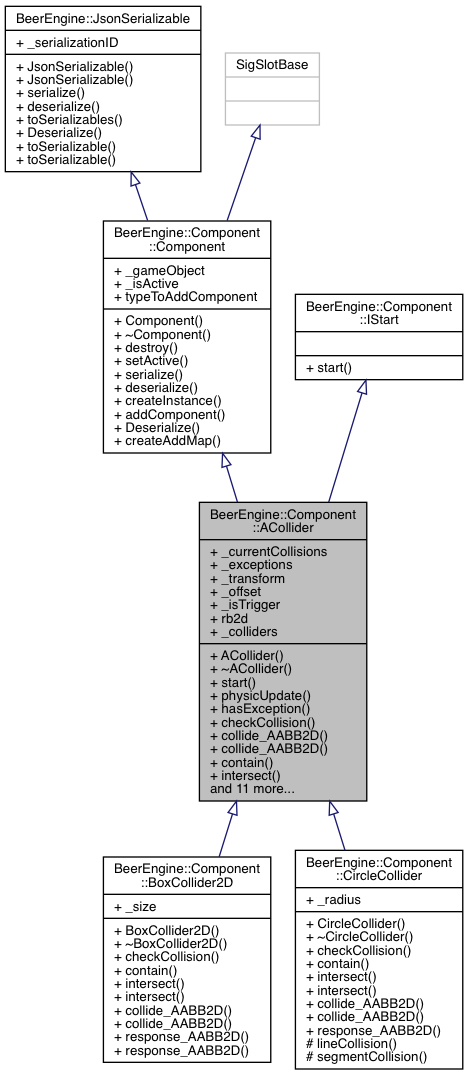 BeerEngine::JsonSerializable
+ _serializationID
+ JsonSerializable()
+ JsonSerializable()
+ serialize()
+ deserialize()
+ toSerializables()
+ Deserialize()
+ toSerializable()
+ toSerializable()
SigSlotBase
BeerEngine::Component
::Component
+ _gameObject
+ _isActive
+ typeToAddComponent
+ Component()
+ ~Component()
+ destroy()
+ setActive()
+ serialize()
+ deserialize()
+ createInstance()
+ addComponent()
+ Deserialize()
+ createAddMap()
BeerEngine::Component
::IStart
+ start()
BeerEngine::Component
::ACollider
+ _currentCollisions
+ _exceptions
+ _transform
+ _offset
+ _isTrigger
+ rb2d
+ _colliders
+ ACollider()
+ ~ACollider()
+ start()
+ physicUpdate()
+ hasException()
+ checkCollision()
+ collide_AABB2D()
+ collide_AABB2D()
+ contain()
+ intersect()
and 11 more...
BeerEngine::Component
::BoxCollider2D
+ _size
+ BoxCollider2D()
+ ~BoxCollider2D()
+ checkCollision()
+ contain()
+ intersect()
+ intersect()
+ collide_AABB2D()
+ collide_AABB2D()
+ response_AABB2D()
+ response_AABB2D()
BeerEngine::Component
::CircleCollider
+ _radius
+ CircleCollider()
+ ~CircleCollider()
+ checkCollision()
+ contain()
+ intersect()
+ intersect()
+ collide_AABB2D()
+ collide_AABB2D()
+ response_AABB2D()
# lineCollision()
# segmentCollision()